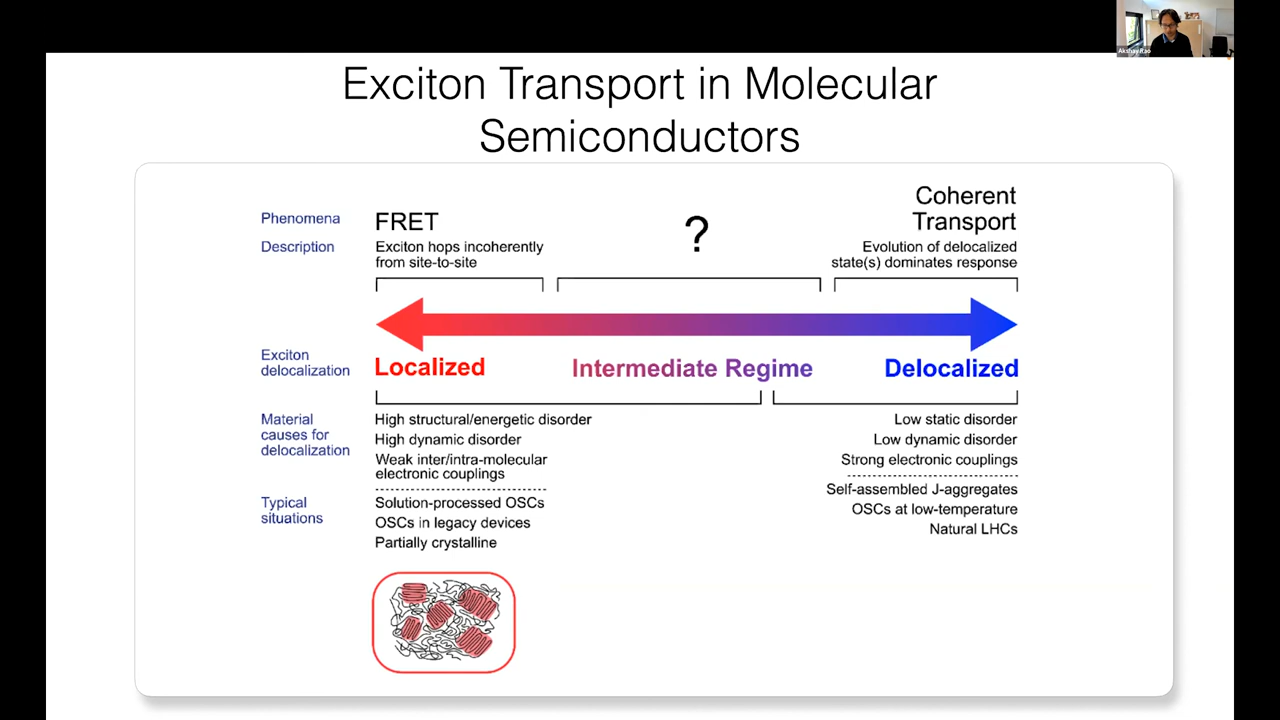 Akshay Rao
Exciton Transport in Molecular
Semiconductors
Phenomena
FRET
?
Coherent
Transport
Description
Exciton hops incoherently
from site-to-site
Evolution of delocalized
state(s) dominates response
Exciton
delocalization
Localized
Intermediate Regime
Delocalized
Material
causes for
delocalization
High structural/energetic disorder
High dynamic disorder
Weak inter/intra-molecular
electronic couplings
Low static disorder
Low dynamic disorder
Strong electronic couplings
Typical
situations
Solution-processed OSCs
OSCs in legacy devices
Partially crystalline
Self-assembled J-aggregates
OSCs at low-temperature
Natural LHCs